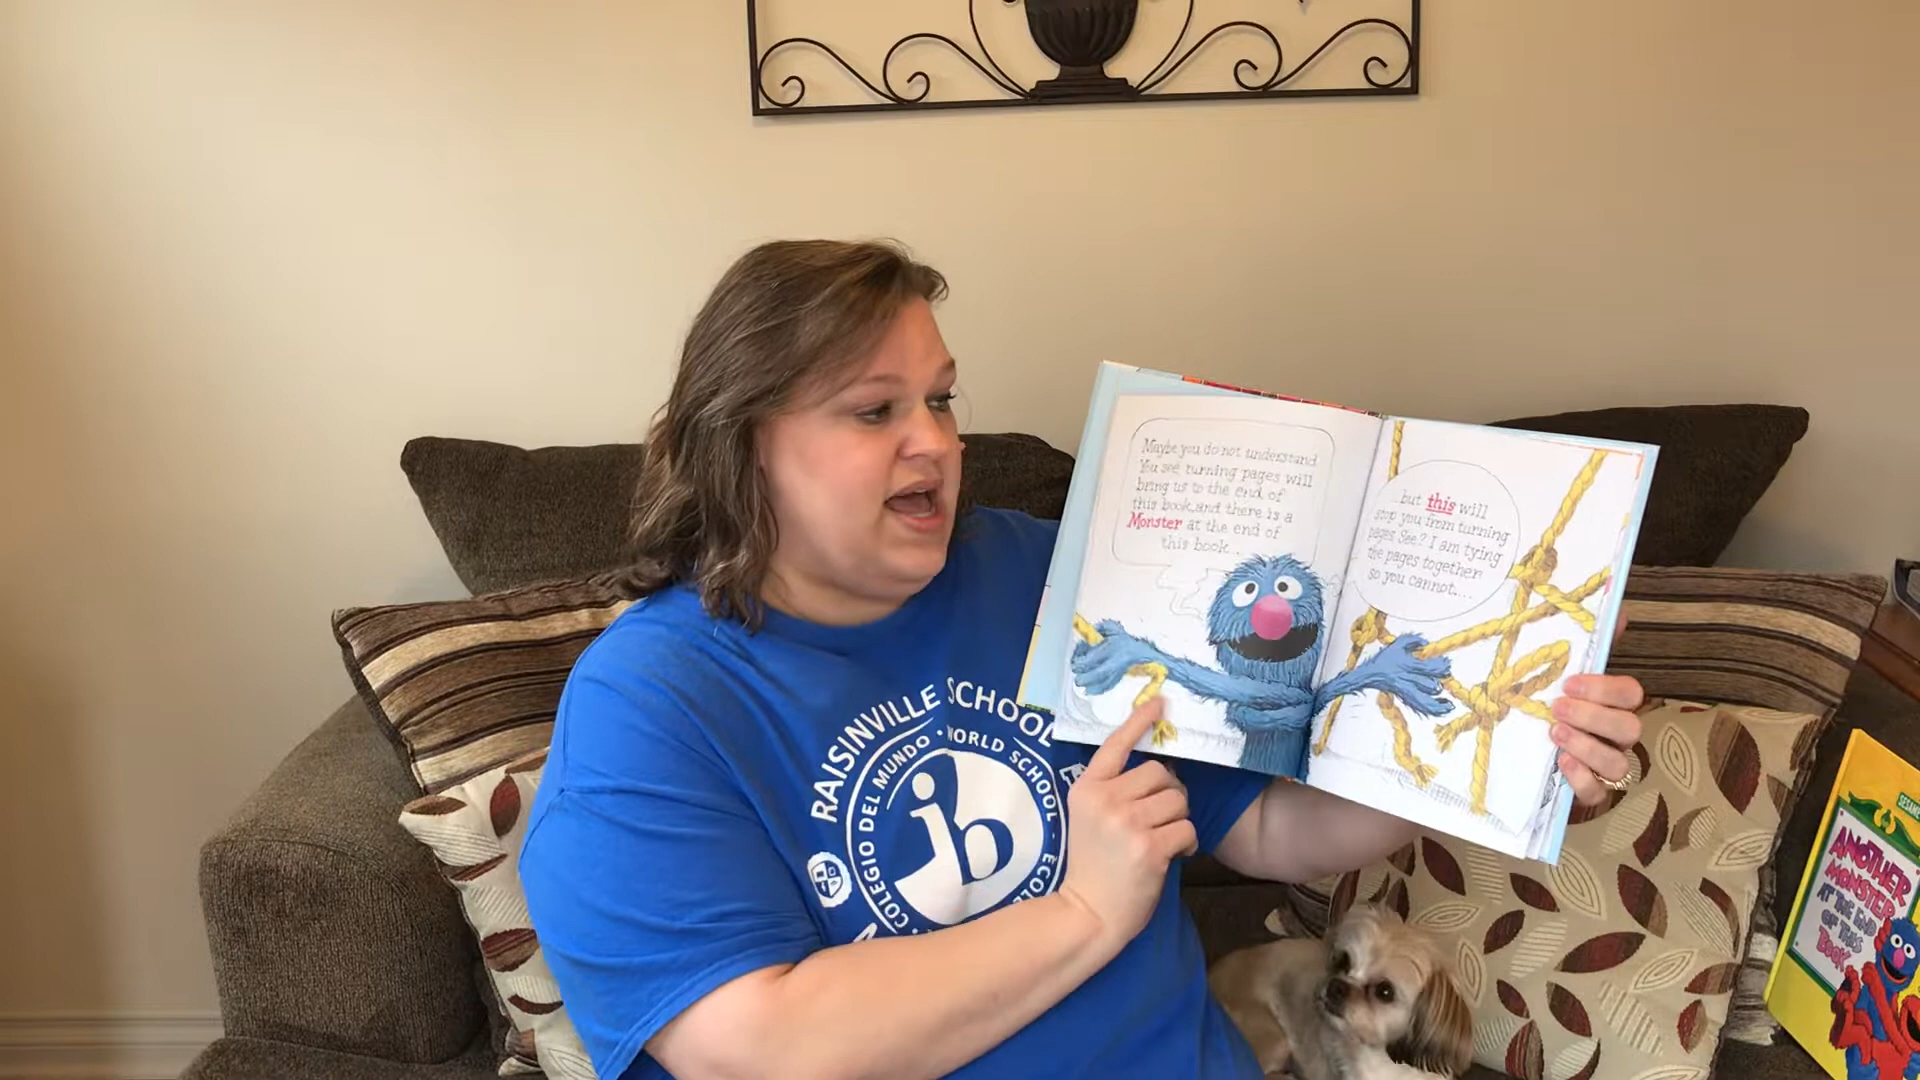 Maybe you do not understand
You see, turning pages will
bring us to the end of
this book, and there is a
Monster at the end of
this book...
but this will
stop you from turning
pages See? I am tying
the pages together
so you cannot....
RAISINVILLE SCHOOL
COLEGIO DEL MUNDO · WORLD SCHOOL · ÉCOLE
ib
SESAME
ANOTHER
MONSTER
AT THE END
OF THIS
BOOK